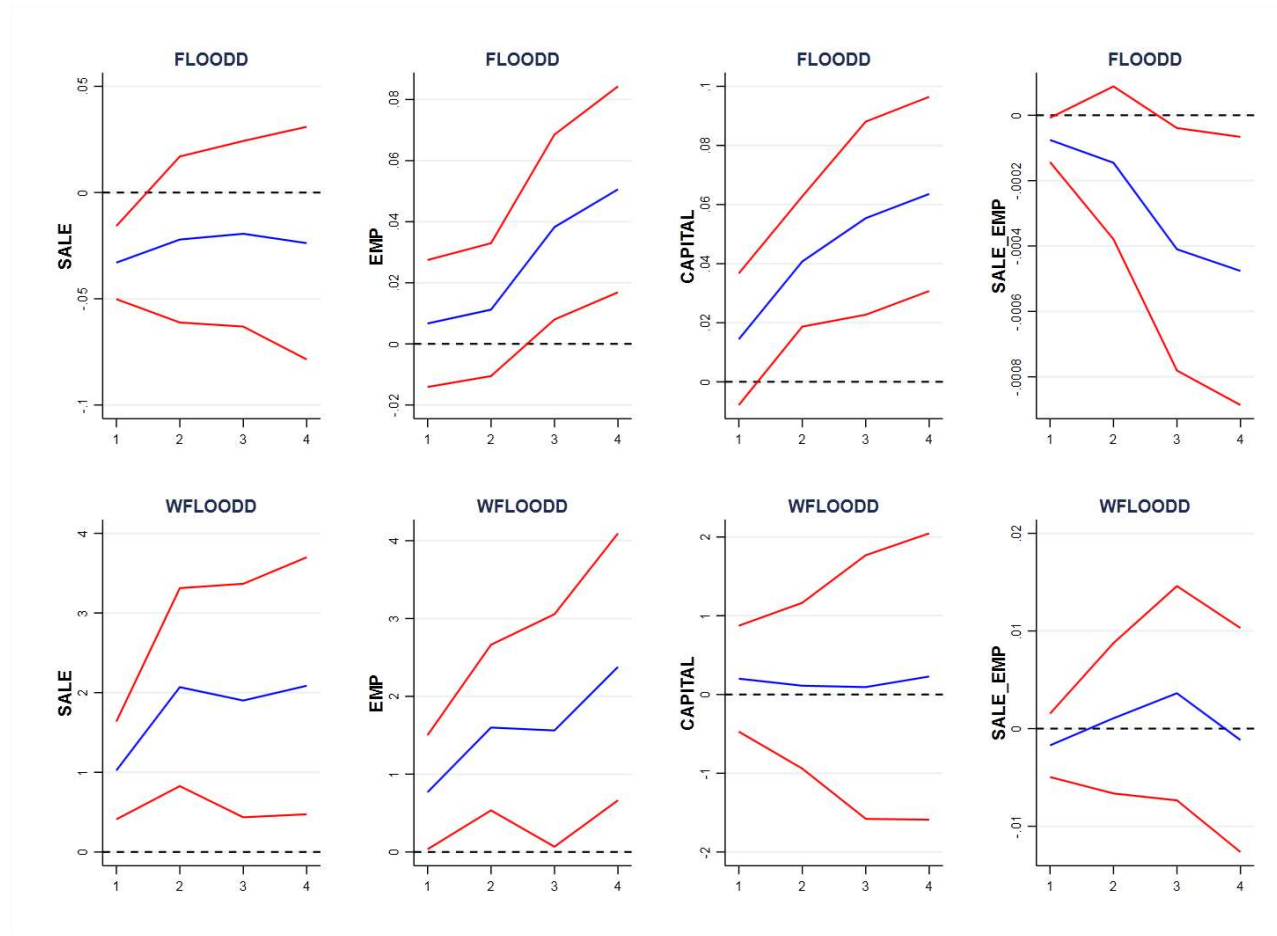 FLOODD
SALE
.05
0
-.05
-.1
1 2 3 4
FLOODD
EMP
.08
.06
.04
.02
0
-.02
1 2 3 4
FLOODD
CAPITAL
.1
.08
.06
.04
.02
0
1 2 3 4
FLOODD
SALE_EMP
0
-.0002
-.0004
-.0006
-.0008
1 2 3 4
WFLOODD
SALE
4
3
2
1
0
1 2 3 4
WFLOODD
EMP
4
3
2
1
0
1 2 3 4
WFLOODD
CAPITAL
2
1
0
-1
-2
1 2 3 4
WFLOODD
SALE_EMP
.02
.01
0
-.01
1 2 3 4